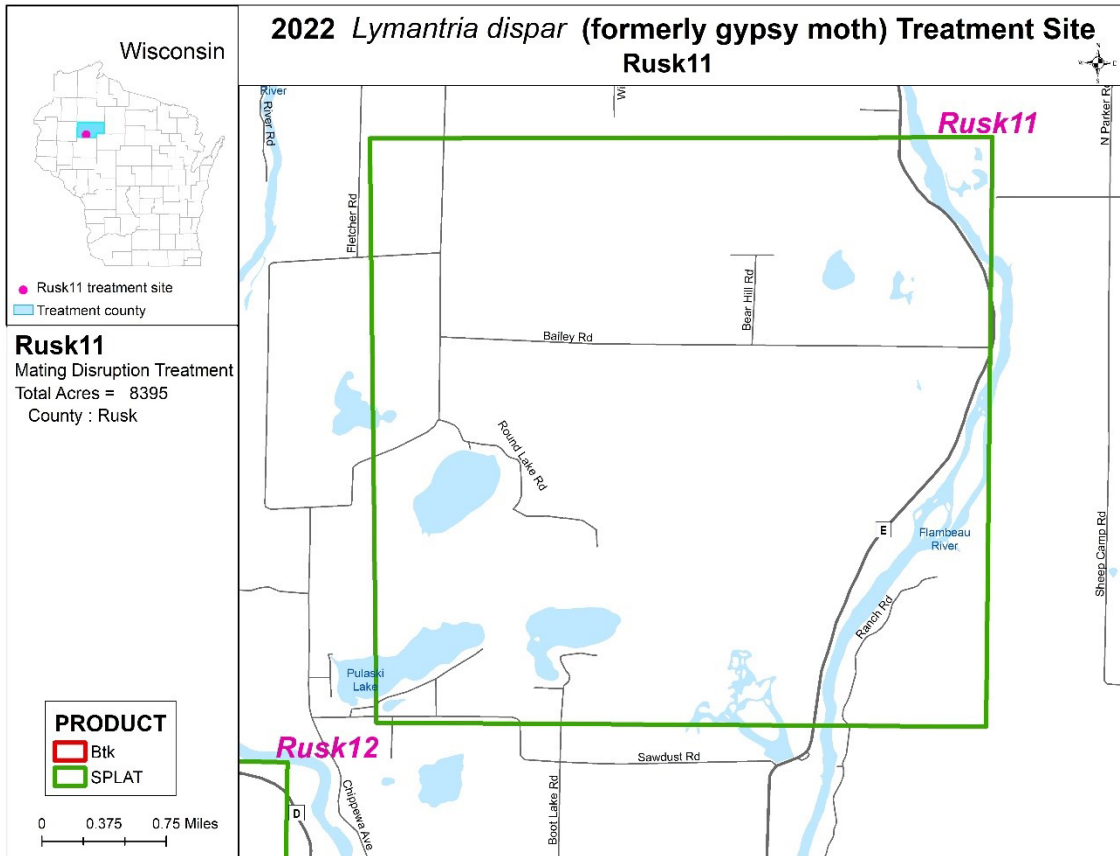 2022 Lymantria dispar (formerly gypsy moth) Treatment Site
Rusk11
Wisconsin
Rusk11 treatment site
Treatment county
Rusk11
Mating Disruption Treatment
Total Acres = 8395
County : Rusk
PRODUCT
Btk
SPLAT
0 0.375 0.75 Miles
River
River Rd
Fletcher Rd
Wi
N Parker Rd
Rusk11
Bear Hill Rd
Bailey Rd
Round Lake Rd
E
Flambeau
River
Sheep Camp Rd
Ranch Rd
Pulaski
Lake
Rusk12
Sawdust Rd
D
Chippewa Ave
Boot Lake Rd